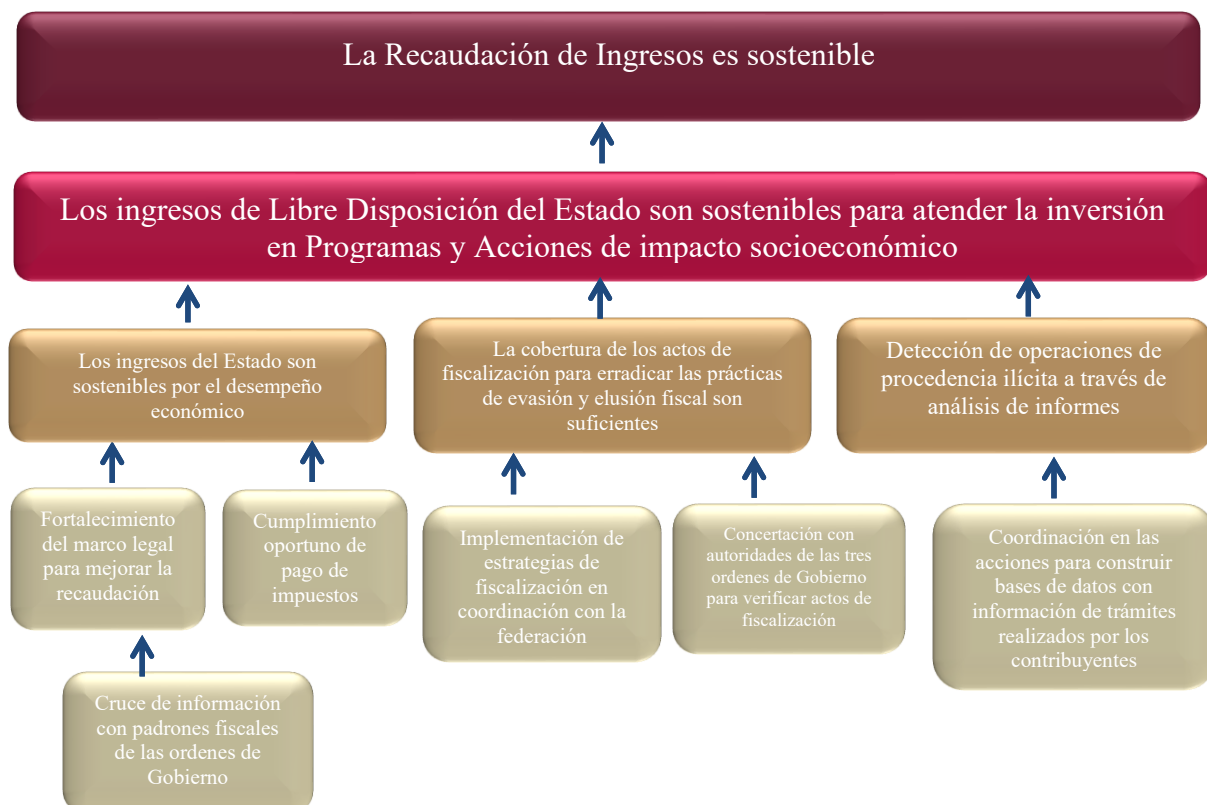 La Recaudación de Ingresos es sostenible
Los ingresos de Libre Disposición del Estado son sostenibles para atender la inversión
en Programas y Acciones de impacto socioeconómico
Los ingresos del Estado son
sostenibles por el desempeño
económico
La cobertura de los actos de
fiscalización para erradicar las prácticas
de evasión y elusión fiscal son
suficientes
Detección de operaciones de
procedencia ilícita a través de
análisis de informes
Fortalecimiento
del marco legal
para mejorar la
recaudación
Cumplimiento
oportuno de
pago de
impuestos
Implementación de
estrategias de
fiscalización en
coordinación con la
federación
Concertación con
autoridades de las tres
ordenes de Gobierno
para verificar actos de
fiscalización
Coordinación en las
acciones para construir
bases de datos con
información de trámites
realizados por los
contribuyentes
Cruce de información
con padrones fiscales
de las ordenes de
Gobierno